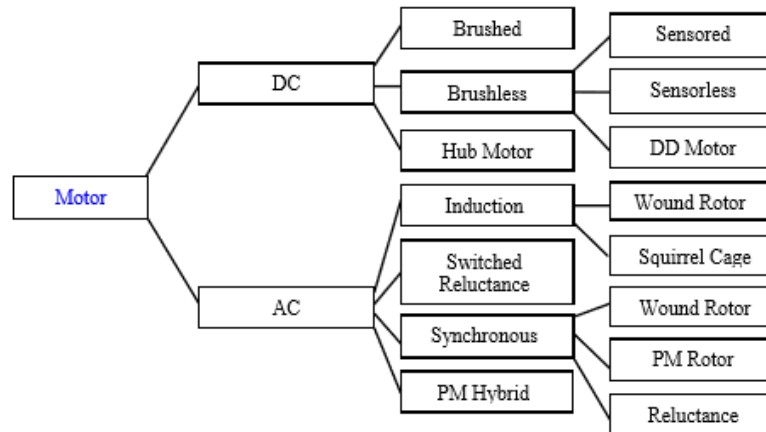 Motor
DC
Brushed
Brushless
Sensored
Sensorless
DD Motor
Hub Motor
AC
Induction
Wound Rotor
Squirrel Cage
Switched
Reluctance
Synchronous
Wound Rotor
PM Rotor
Reluctance
PM Hybrid